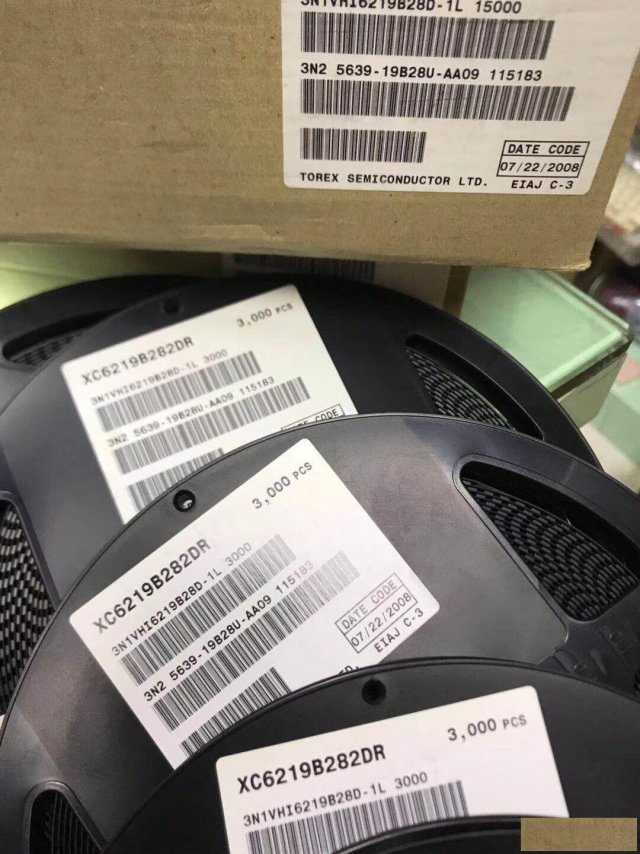 3N1VHI6219B28D-1L 15000
3N2 5639-19B28U-AA09 115183
DATE CODE
07/22/2008
TOREX SEMICONDUCTOR LTD. EIAJ C-3
XC6219B282DR 3,000 PCS
3N1VHI6219B28D-1L 3000
3N2 5639-19B28U-AA09 115183
CODE
XC6219B282DR 3,000 PCS
3N1VHI6219B28D-1L 3000
3N2 5639-19B28U-AA09 115183
DATE CODE
07/22/2008
EIAJ C-3
TD.
XC6219B282DR 3,000 PCS
3N1VHI6219B28D-1L 3000